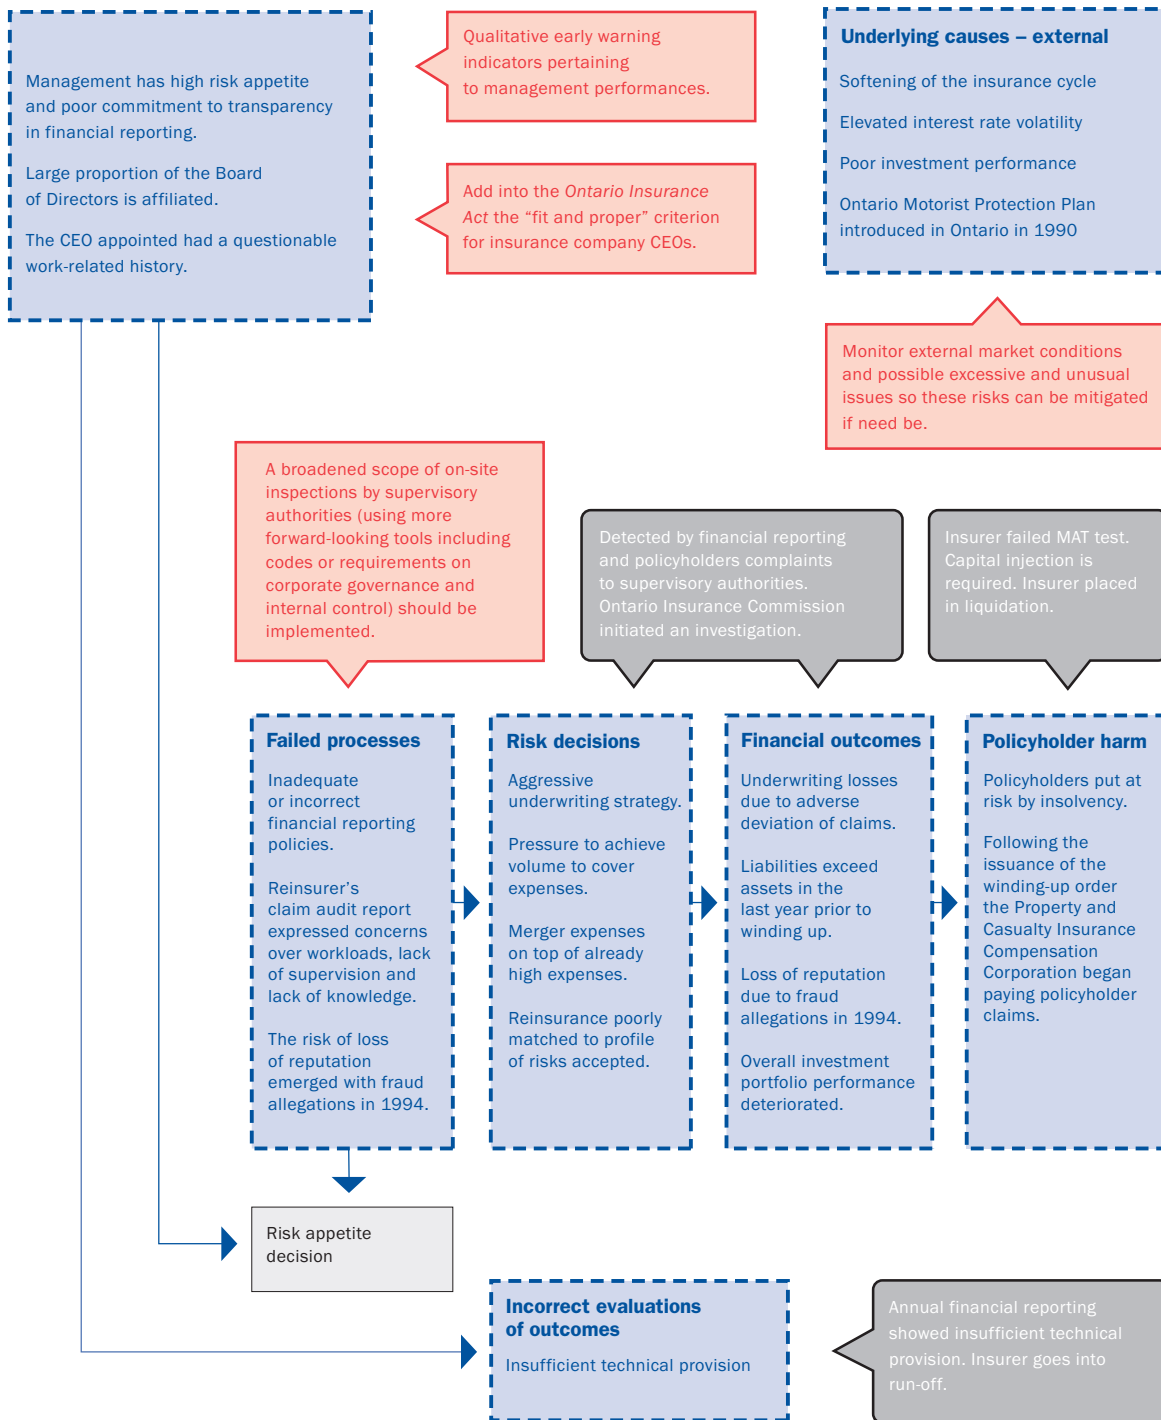 Management has high risk appetite
and poor commitment to transparency
in financial reporting.
Large proportion of the Board
of Directors is affiliated.
The CEO appointed had a questionable
work-related history.
Qualitative early warning
indicators pertaining
to management performances.
Add into the Ontario Insurance
Act the “fit and proper” criterion
for insurance company CEOs.
Underlying causes – external
Softening of the insurance cycle
Elevated interest rate volatility
Poor investment performance
Ontario Motorist Protection Plan
introduced in Ontario in 1990
Monitor external market conditions
and possible excessive and unusual
issues so these risks can be mitigated
if need be.
A broadened scope of on-site
inspections by supervisory
authorities (using more
forward-looking tools including
codes or requirements on
corporate governance and
internal control) should be
implemented.
Detected by financial reporting
and policyholders complaints
to supervisory authorities.
Ontario Insurance Commission
initiated an investigation.
Insurer failed MAT test.
Capital injection is
required. Insurer placed
in liquidation.
Failed processes
Inadequate
or incorrect
financial reporting
policies.
Reinsurer’s
claim audit report
expressed concerns
over workloads, lack
of supervision and
lack of knowledge.
The risk of loss
of reputation
emerged with fraud
allegations in 1994.
Risk decisions
Aggressive
underwriting strategy.
Pressure to achieve
volume to cover
expenses.
Merger expenses
on top of already
high expenses.
Reinsurance poorly
matched to profile
of risks accepted.
Financial outcomes
Underwriting losses
due to adverse
deviation of claims.
Liabilities exceed
assets in the
last year prior to
winding up.
Loss of reputation
due to fraud
allegations in 1994.
Overall investment
portfolio performance
deteriorated.
Policyholder harm
Policyholders put at
risk by insolvency.
Following the
issuance of the
winding-up order
the Property and
Casualty Insurance
Compensation
Corporation began
paying policyholder
claims.
Risk appetite
decision
Incorrect evaluations
of outcomes
Insufficient technical provision
Annual financial reporting
showed insufficient technical
provision. Insurer goes into
run-off.